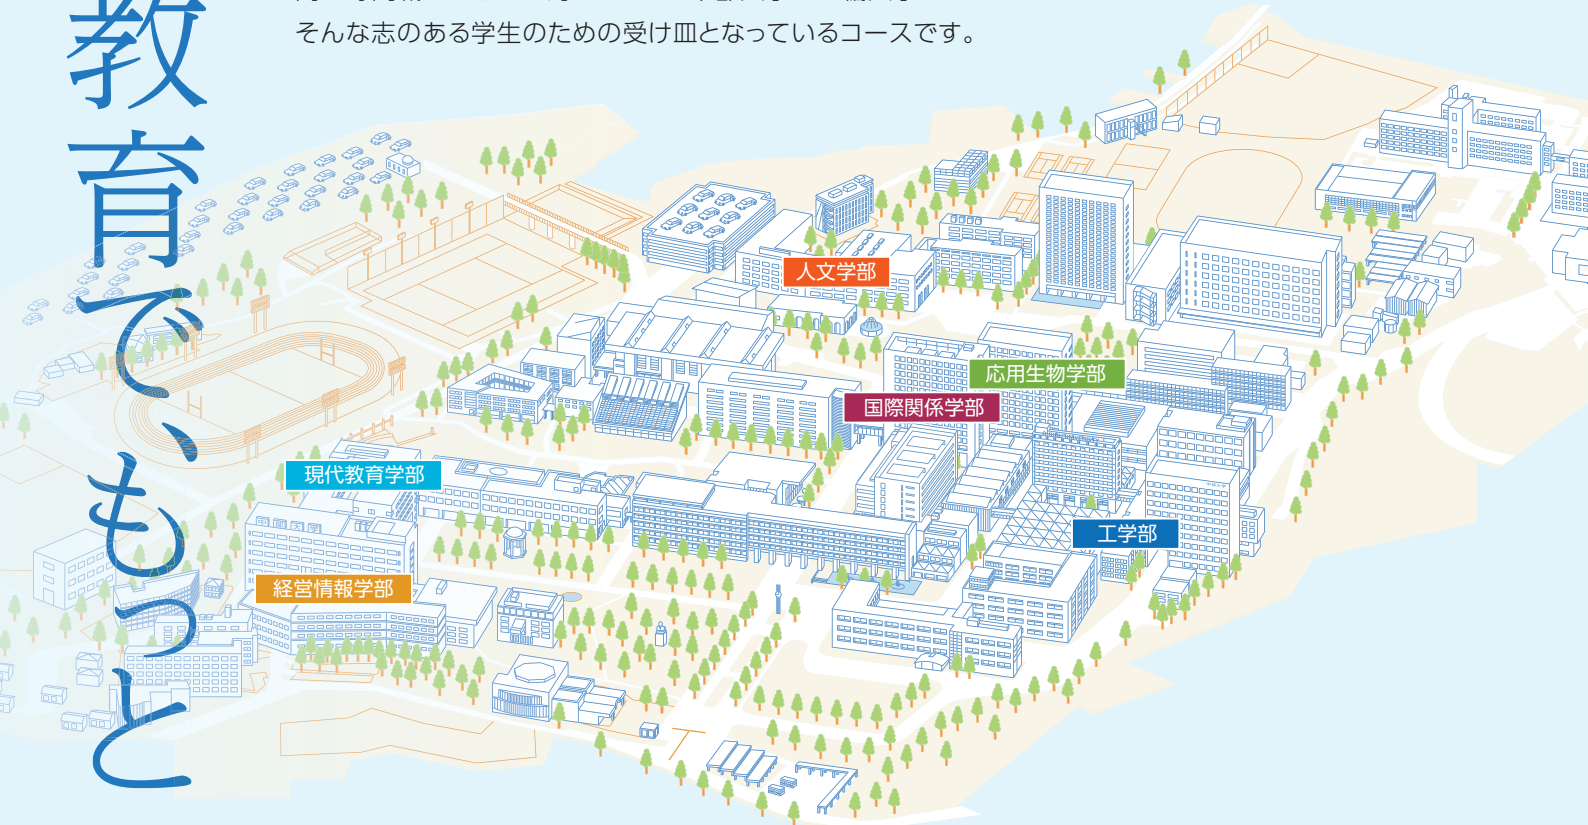 教育で、もっと
そんな志のある学生のための受け皿となっているコースです。
人文学部
応用生物学部
国際関係学部
現代教育学部
工学部
経営情報学部